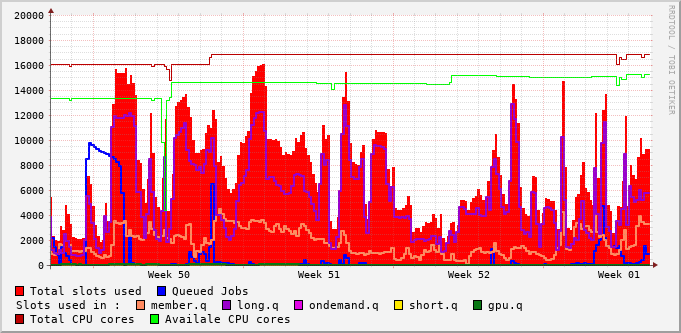 20000
18000
16000
14000
12000
10000
8000
6000
4000
2000
0
Week 50 Week 51 Week 52 Week 01
RRDTOOL / TOBI OETIKER
Total slots used Queued Jobs
Slots used in : member.q long.q ondemand.q short.q gpu.q
Total CPU cores Availale CPU cores